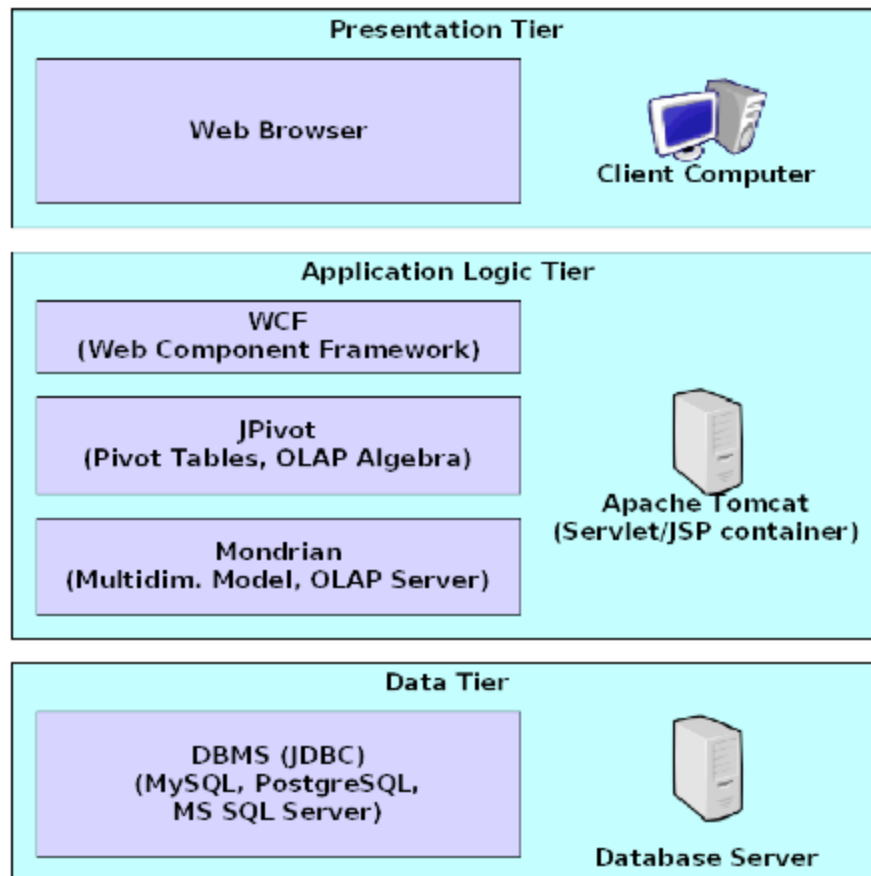 Presentation Tier
Web Browser
Client Computer
Application Logic Tier
WCF
(Web Component Framework)
JPivot
(Pivot Tables, OLAP Algebra)
Mondrian
(Multidim. Model, OLAP Server)
Apache Tomcat
(Servlet/JSP container)
Data Tier
DBMS (JDBC)
(MySQL, PostgreSQL,
MS SQL Server)
Database Server